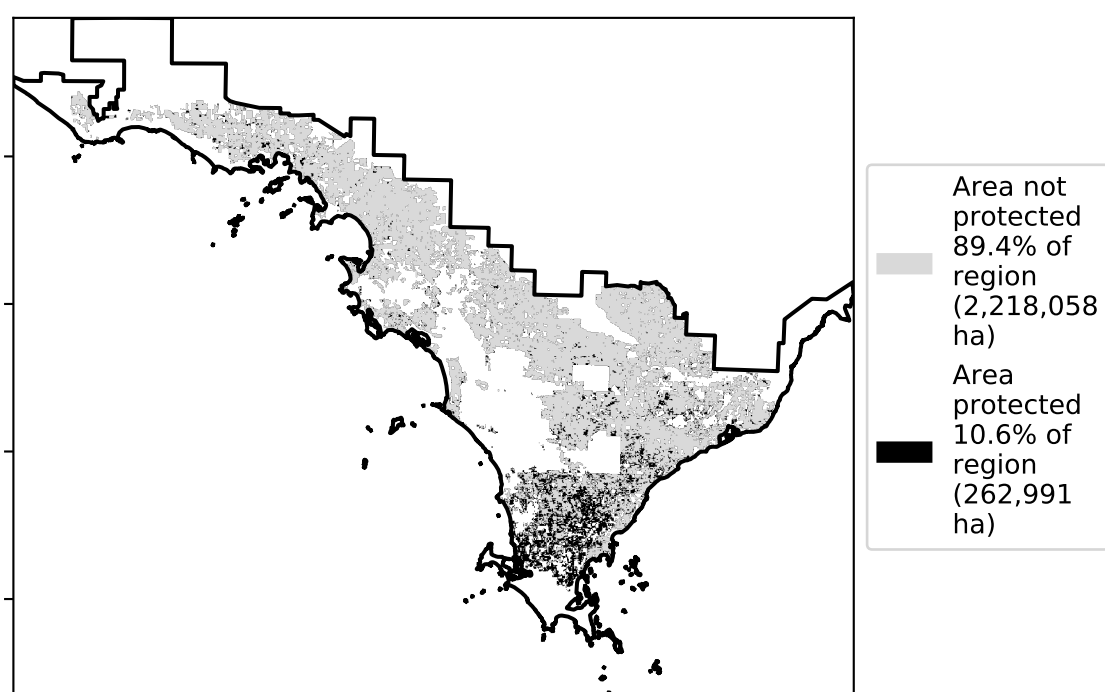 Area not
protected
89.4% of
region
(2,218,058
ha)
Area
protected
10.6% of
region
(262,991
ha)